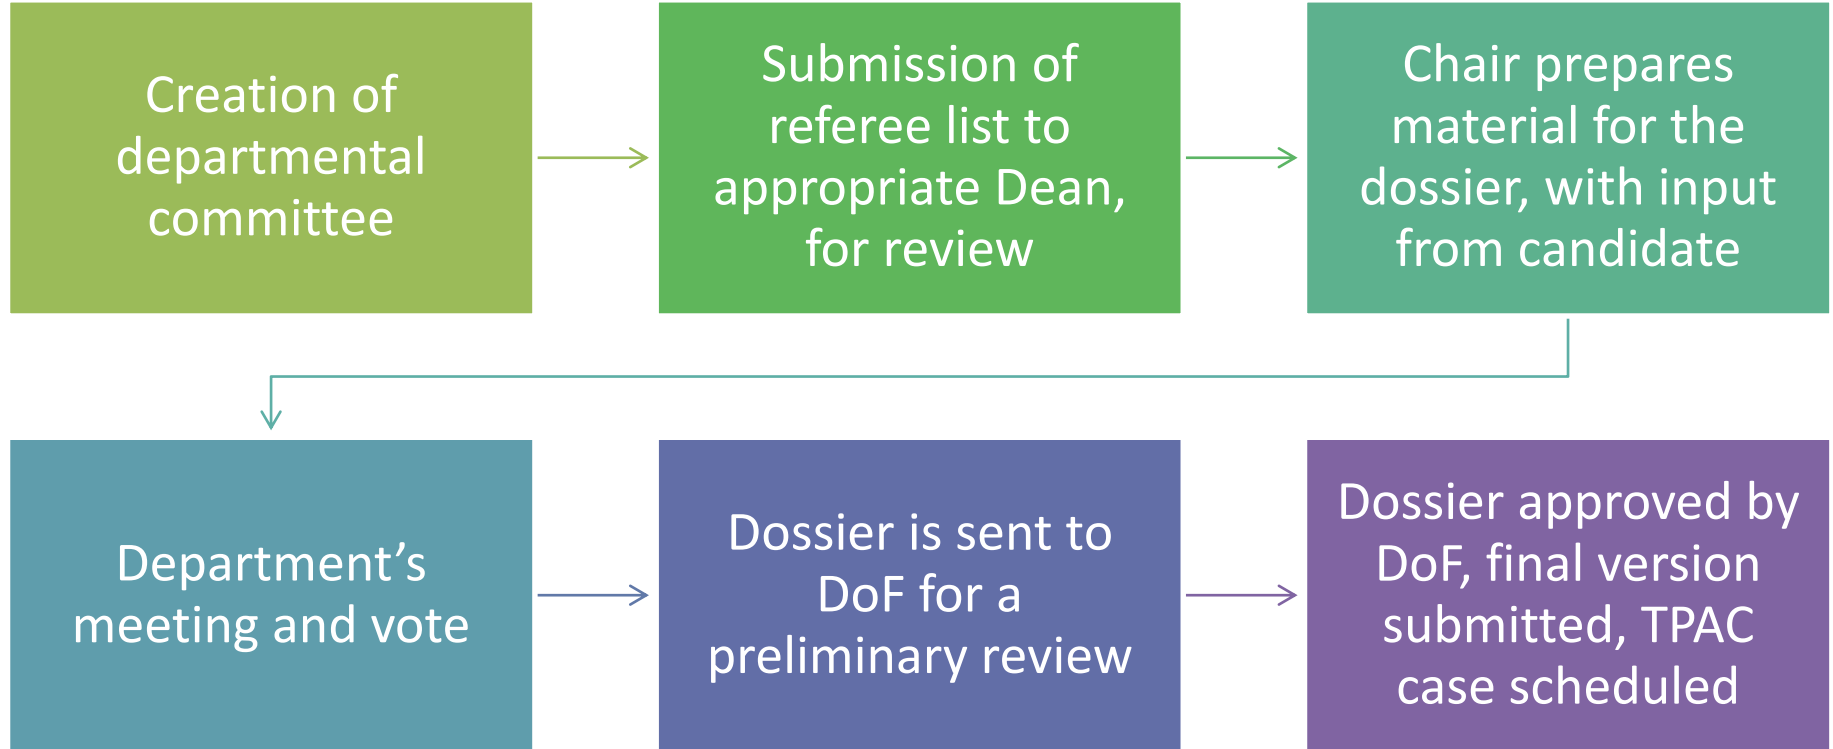 Creation of
departmental
committee
Submission of
referee list to
appropriate Dean,
for review
Chair prepares
material for the
dossier, with input
from candidate
Department’s
meeting and vote
Dossier is sent to
DoF for a
preliminary review
Dossier approved by
DoF, final version
submitted, TPAC
case scheduled